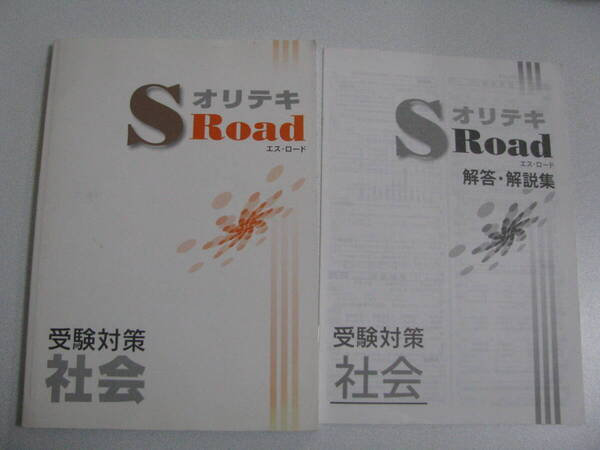 オリテキ
S Road
エス・ロード
受験対策
社会
オリテキ
S Road
エス・ロード
解答・解説集
受験対策
社会